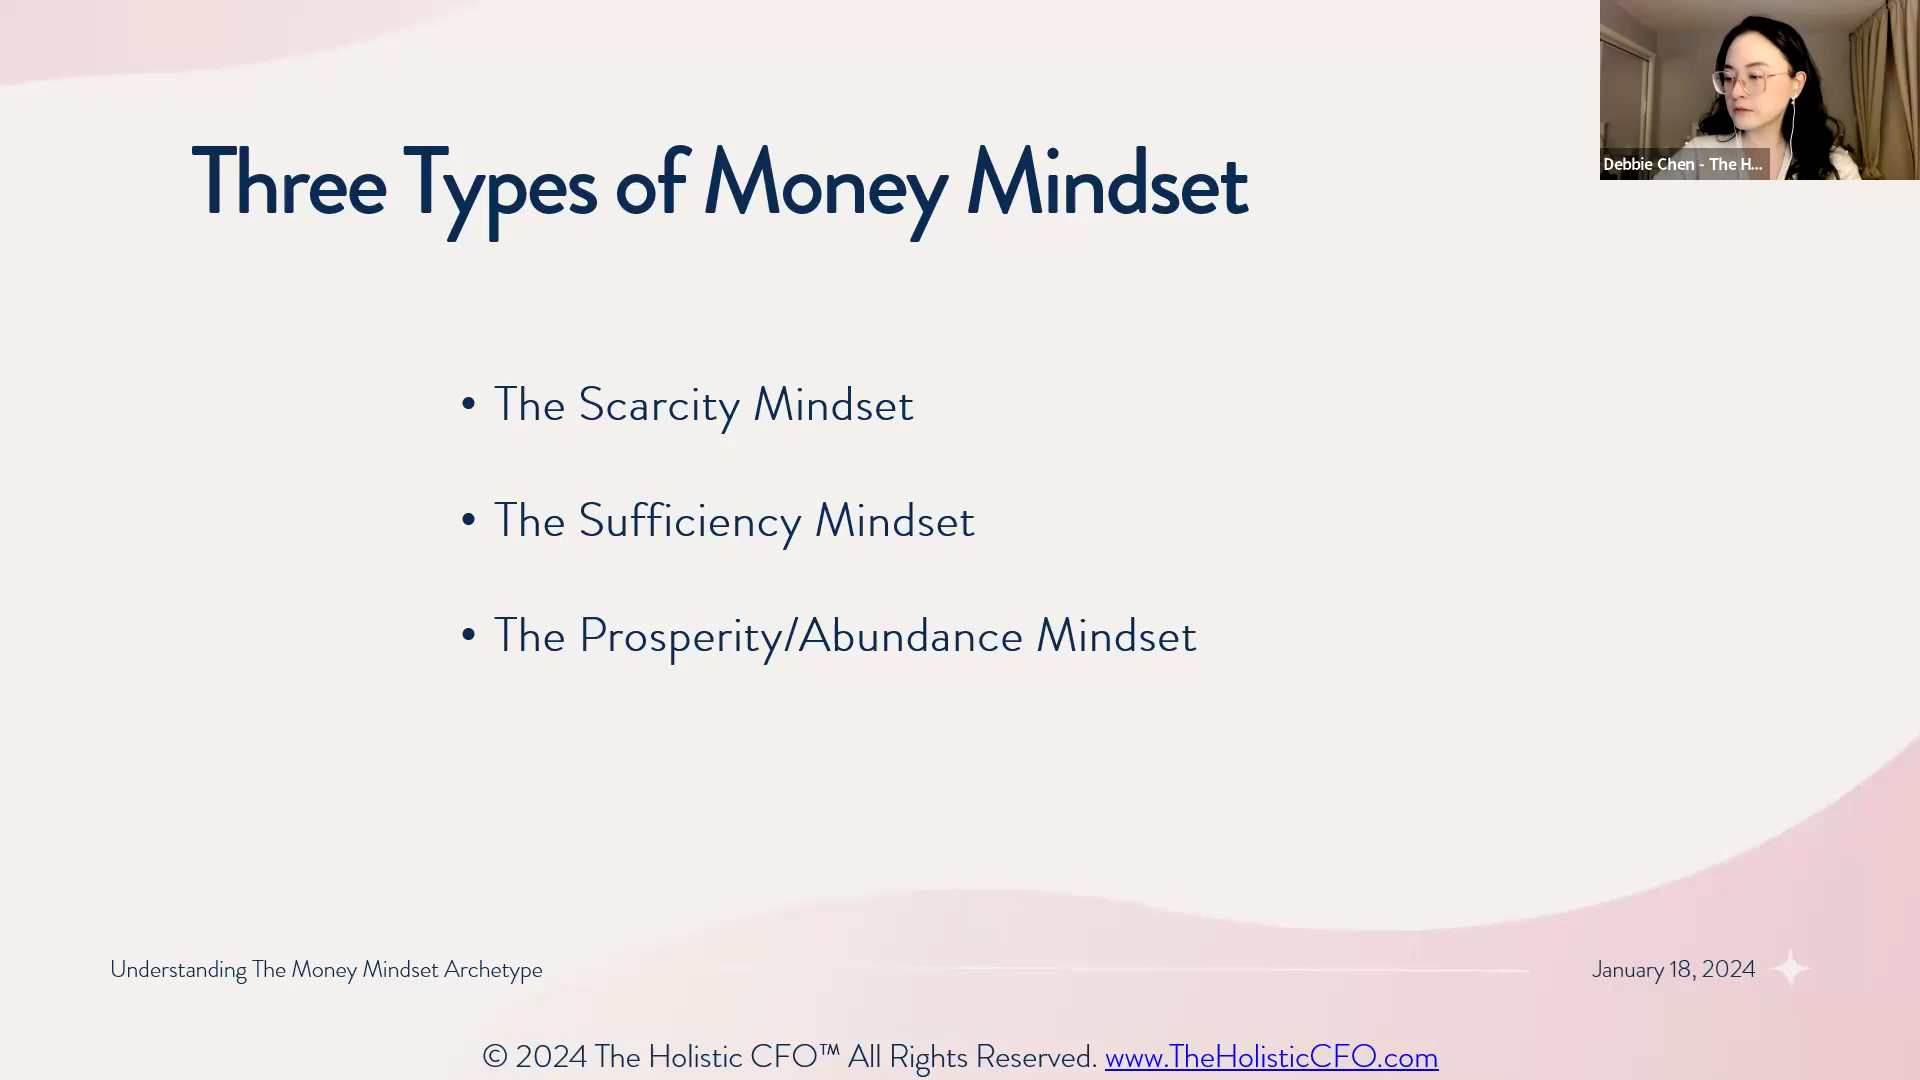 Debbie Chen - The H...
Three Types of Money Mindset
• The Scarcity Mindset
• The Sufficiency Mindset
• The Prosperity/Abundance Mindset
Understanding The Money Mindset Archetype
January 18, 2024
© 2024 The Holistic CFO™ All Rights Reserved. www.TheHolisticCFO.com